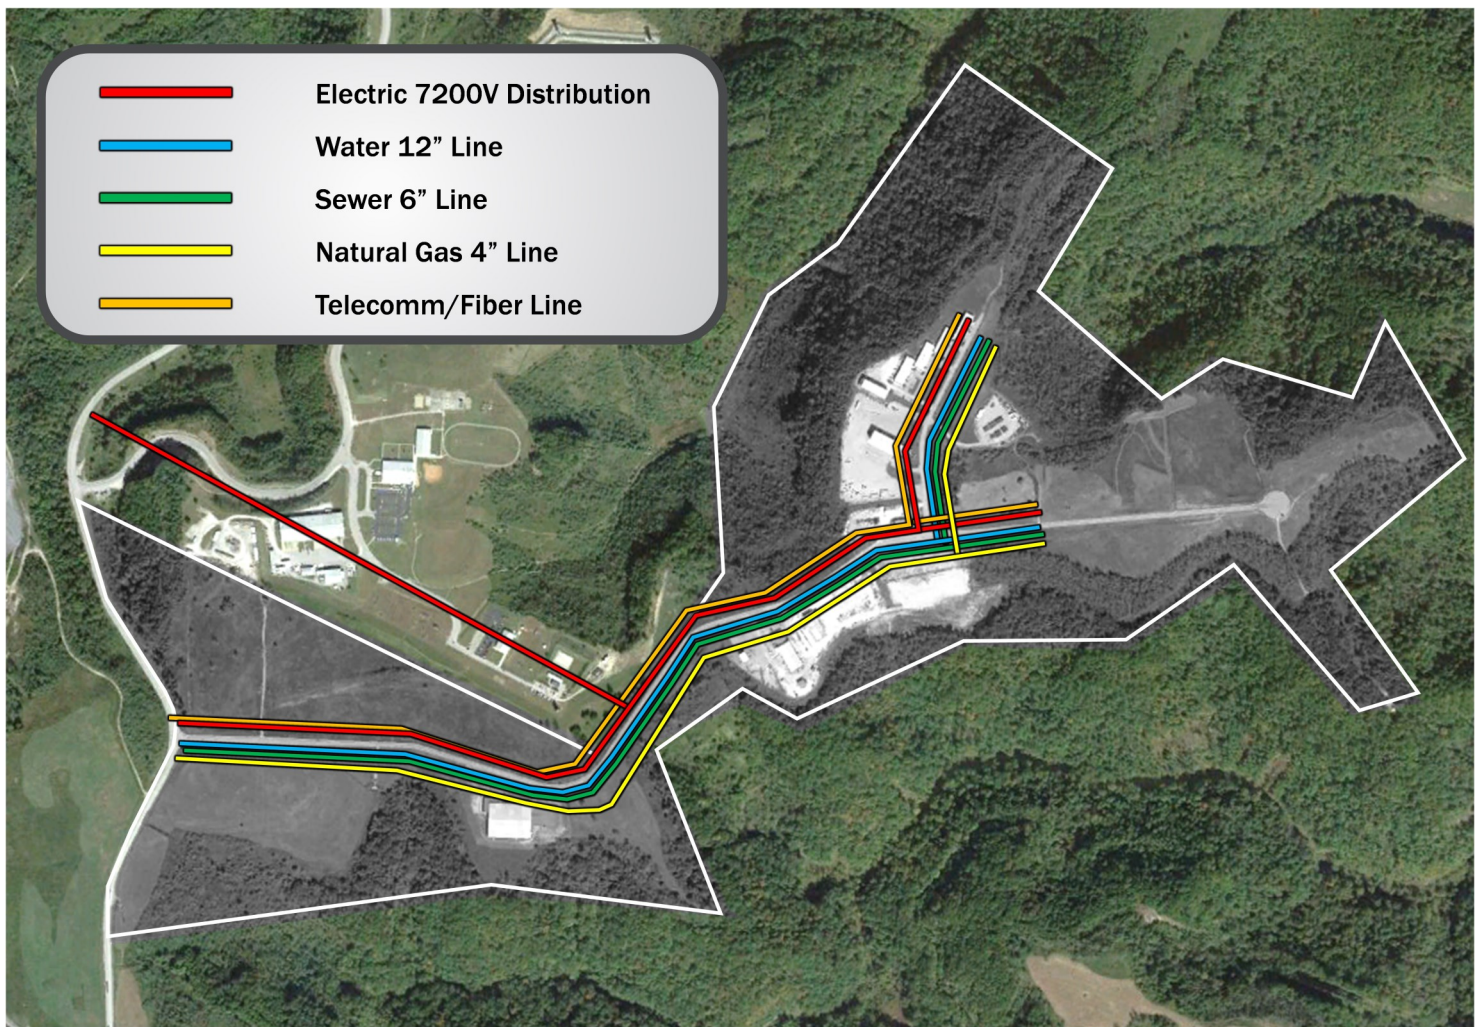 Electric 7200V Distribution
Water 12” Line
Sewer 6” Line
Natural Gas 4” Line
Telecomm/Fiber Line